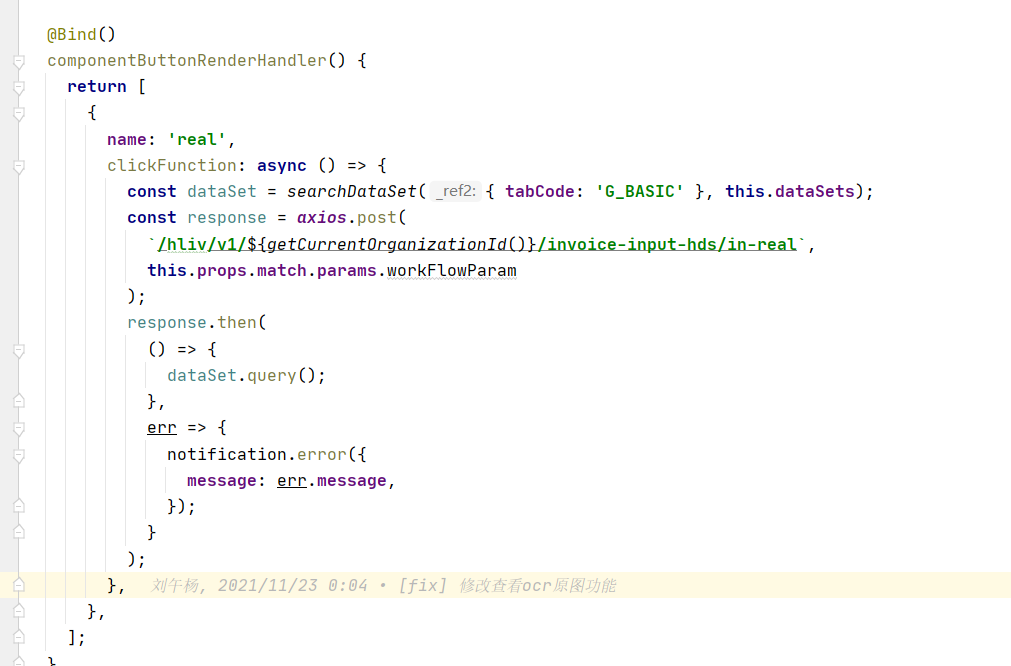 @Bind()
componentButtonRenderHandler() {
return [
{
name: 'real',
clickFunction: async () => {
const dataSet = searchDataSet( _ref2: { tabCode: 'G_BASIC' }, this.dataSets);
const response = axios.post(
`/hliv/v1/${getCurrentOrganizationId()}/invoice-input-hds/in-real`,
this.props.match.params.workFlowParam
);
response.then(
() => {
dataSet.query();
},
err => {
notification.error({
message: err.message,
});
}
);
}, 刘午杨, 2021/11/23 0:04 • [fix] 修改查看ocr原图功能
},
];
}